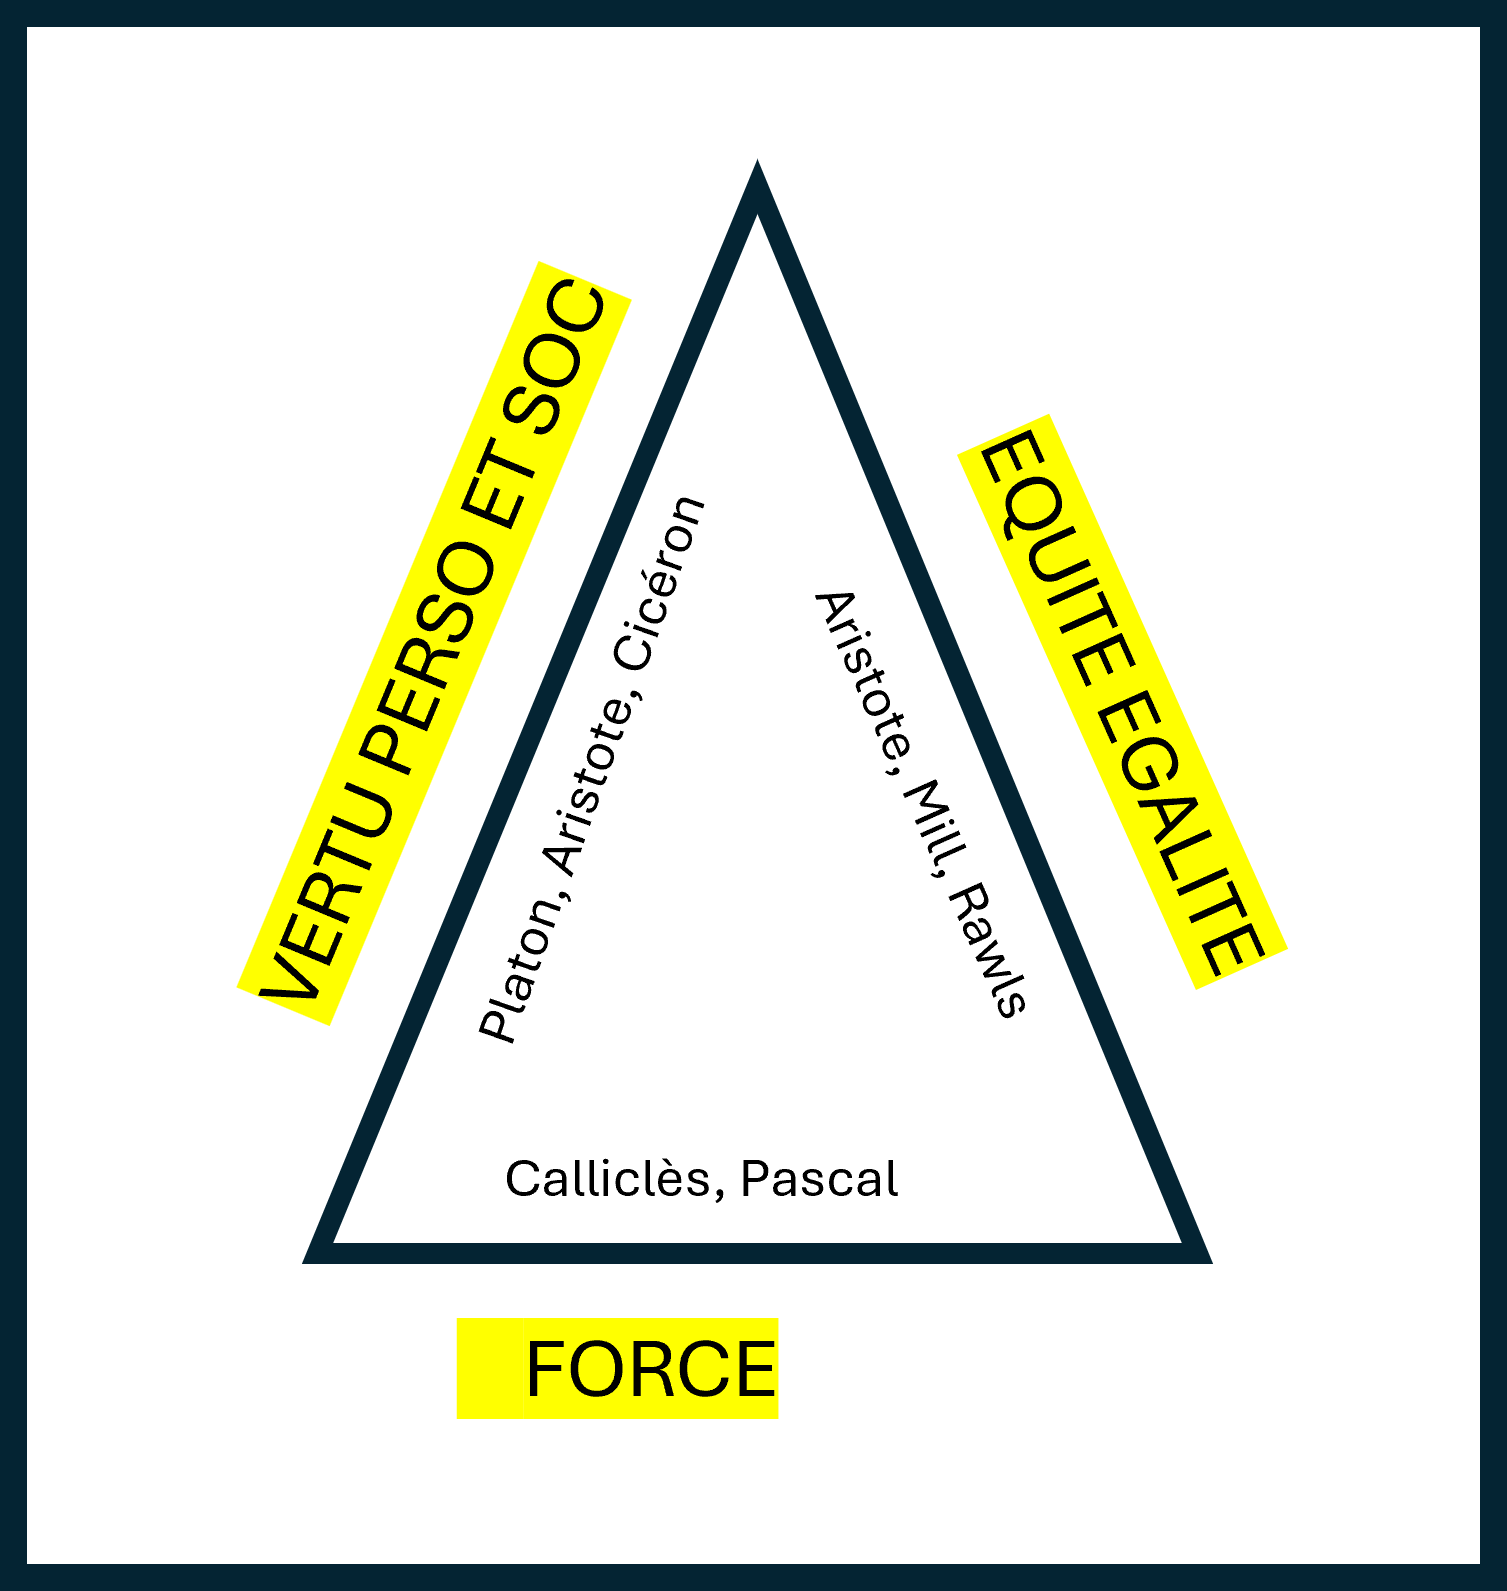 VERTU PERSO ET SOC
EQUITE EGALITE
Platon, Aristote, Cicéron
Aristote, Mill, Rawls
Calliclès, Pascal
FORCE